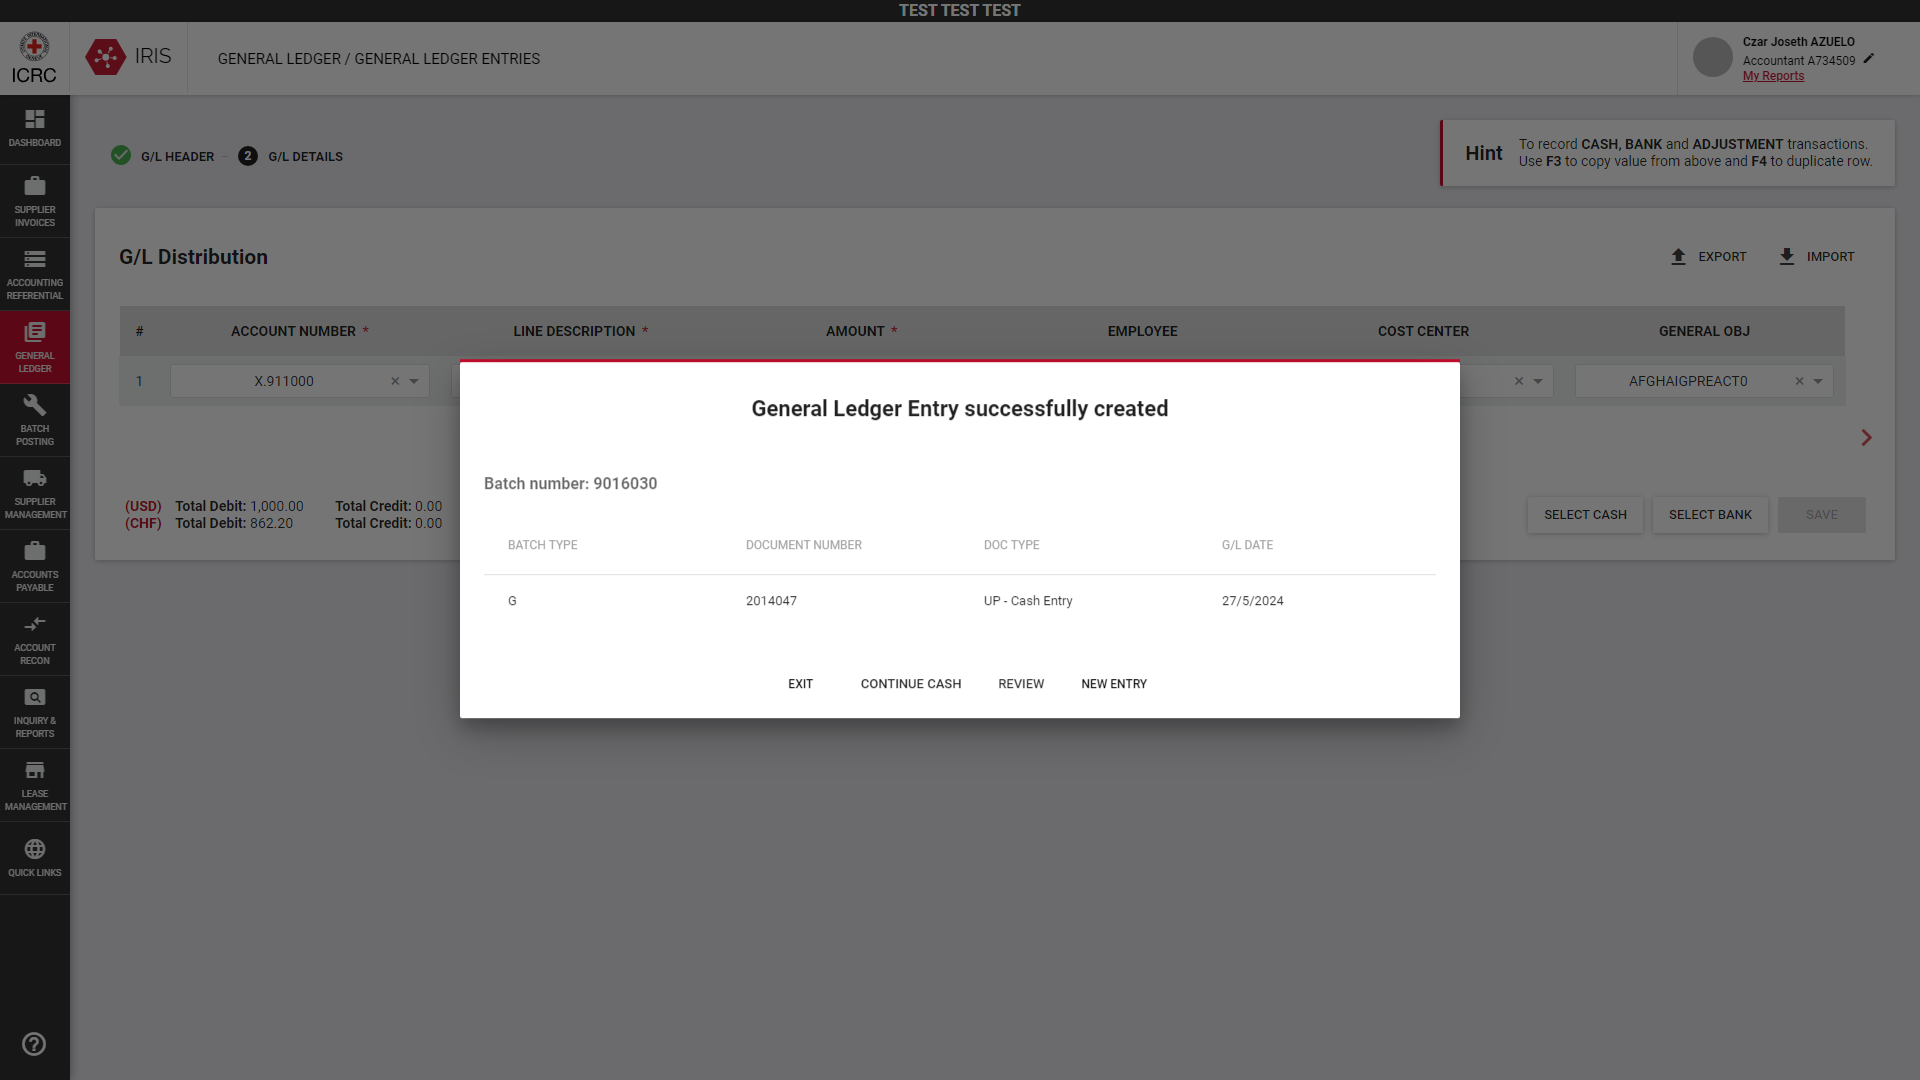 TEST TEST TEST
ICRC
IRIS
GENERAL LEDGER / GENERAL LEDGER ENTRIES
Czar Joseth AZUELO
Accountant A734509
My Reports
DASHBOARD
SUPPLIER
INVOICES
ACCOUNTING
REFERENTIAL
GENERAL
LEDGER
BATCH
POSTING
SUPPLIER
MANAGEMENT
ACCOUNTS
PAYABLE
ACCOUNT
RECON
INQUIRY &
REPORTS
LEASE
MANAGEMENT
QUICK LINKS
G/L HEADER
2 G/L DETAILS
Hint
To record CASH, BANK and ADJUSTMENT transactions.
Use F3 to copy value from above and F4 to duplicate row.
G/L Distribution
EXPORT IMPORT
# ACCOUNT NUMBER * LINE DESCRIPTION * AMOUNT * EMPLOYEE COST CENTER GENERAL OBJ
1 X.911000 AFGHAIGPREACT0
(USD) Total Debit: 1,000.00 Total Credit: 0.00
(CHF) Total Debit: 862.20 Total Credit: 0.00
SELECT CASH SELECT BANK SAVE
General Ledger Entry successfully created
Batch number: 9016030
BATCH TYPE DOCUMENT NUMBER DOC TYPE G/L DATE
G 2014047 UP - Cash Entry 27/5/2024
EXIT CONTINUE CASH REVIEW NEW ENTRY